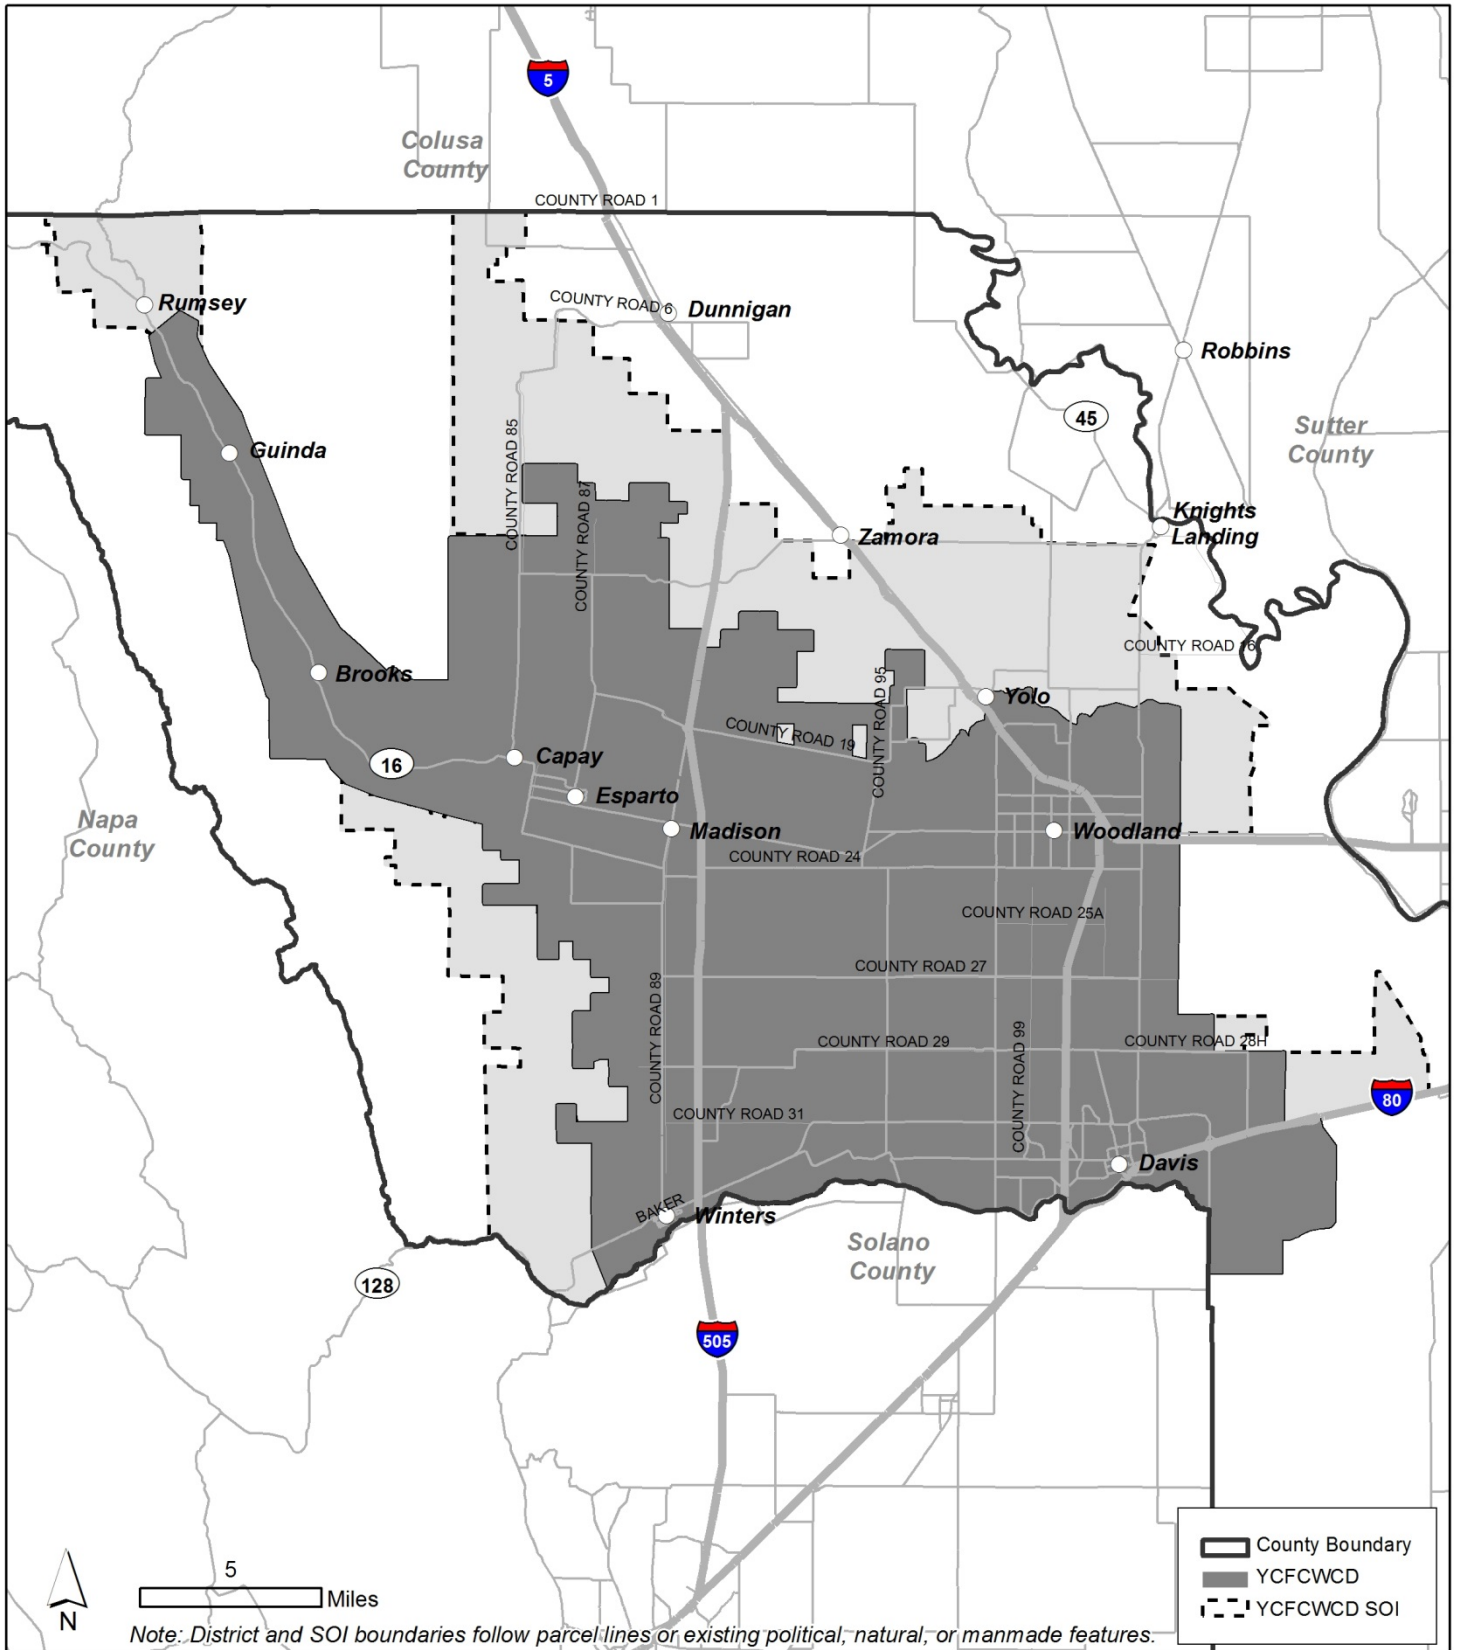 5
Colusa
County
COUNTY ROAD 1
Rumsey
COUNTY ROAD 6
Dunnigan
Robbins
45
Sutter
County
COUNTY ROAD 85
Guinda
COUNTY ROAD 87
Knights
Landing
Zamora
COUNTY ROAD 16
Brooks
COUNTY ROAD 95
Yolo
COUNTY ROAD 19
16
Capay
Esparto
Napa
County
Madison
Woodland
COUNTY ROAD 24
COUNTY ROAD 25A
COUNTY ROAD 27
COUNTY ROAD 89
COUNTY ROAD 99
COUNTY ROAD 29
COUNTY ROAD 28H
80
COUNTY ROAD 31
Davis
BAKER
Winters
Solano
County
128
505
County Boundary
YCFCWCD
YCFCWCD SOI
N
5
Miles
Note: District and SOI boundaries follow parcel lines or existing political, natural, or manmade features.